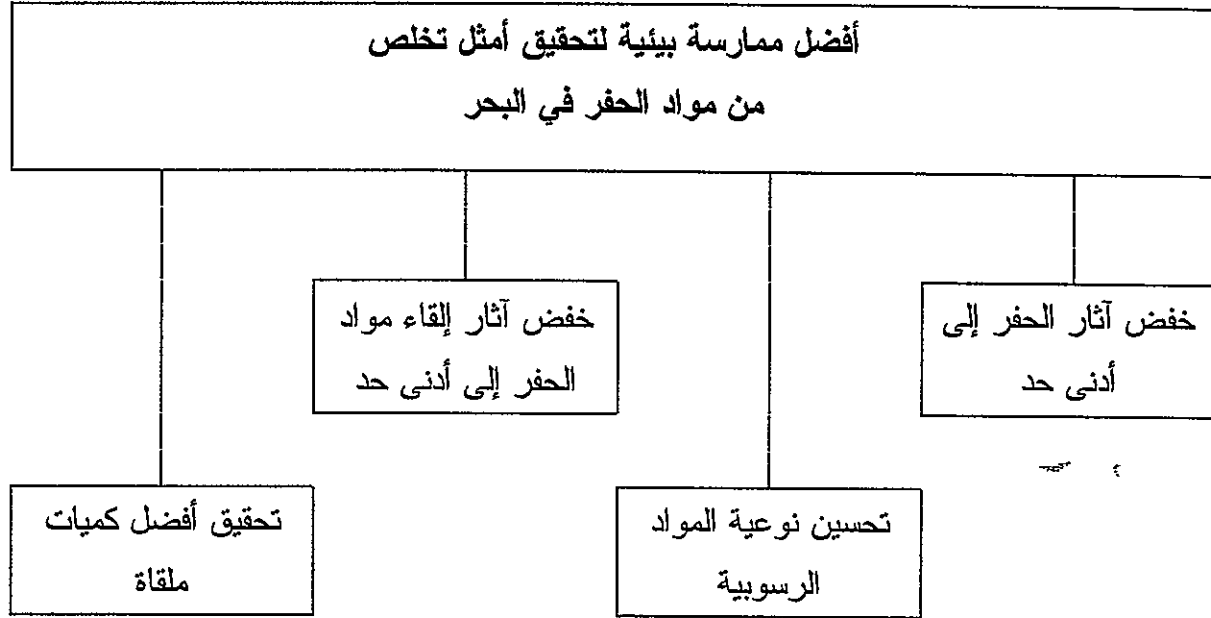 أفضل ممارسة بيئية لتحقيق أمثل تخلص
من مواد الحفر في البحر
خفض آثار الحفر إلى
أدنى حد
خفض آثار إلقاء مواد
الحفر إلى أدنى حد
تحسين نوعية المواد
الرسوبية
تحقيق أفضل كميات
ملقاة